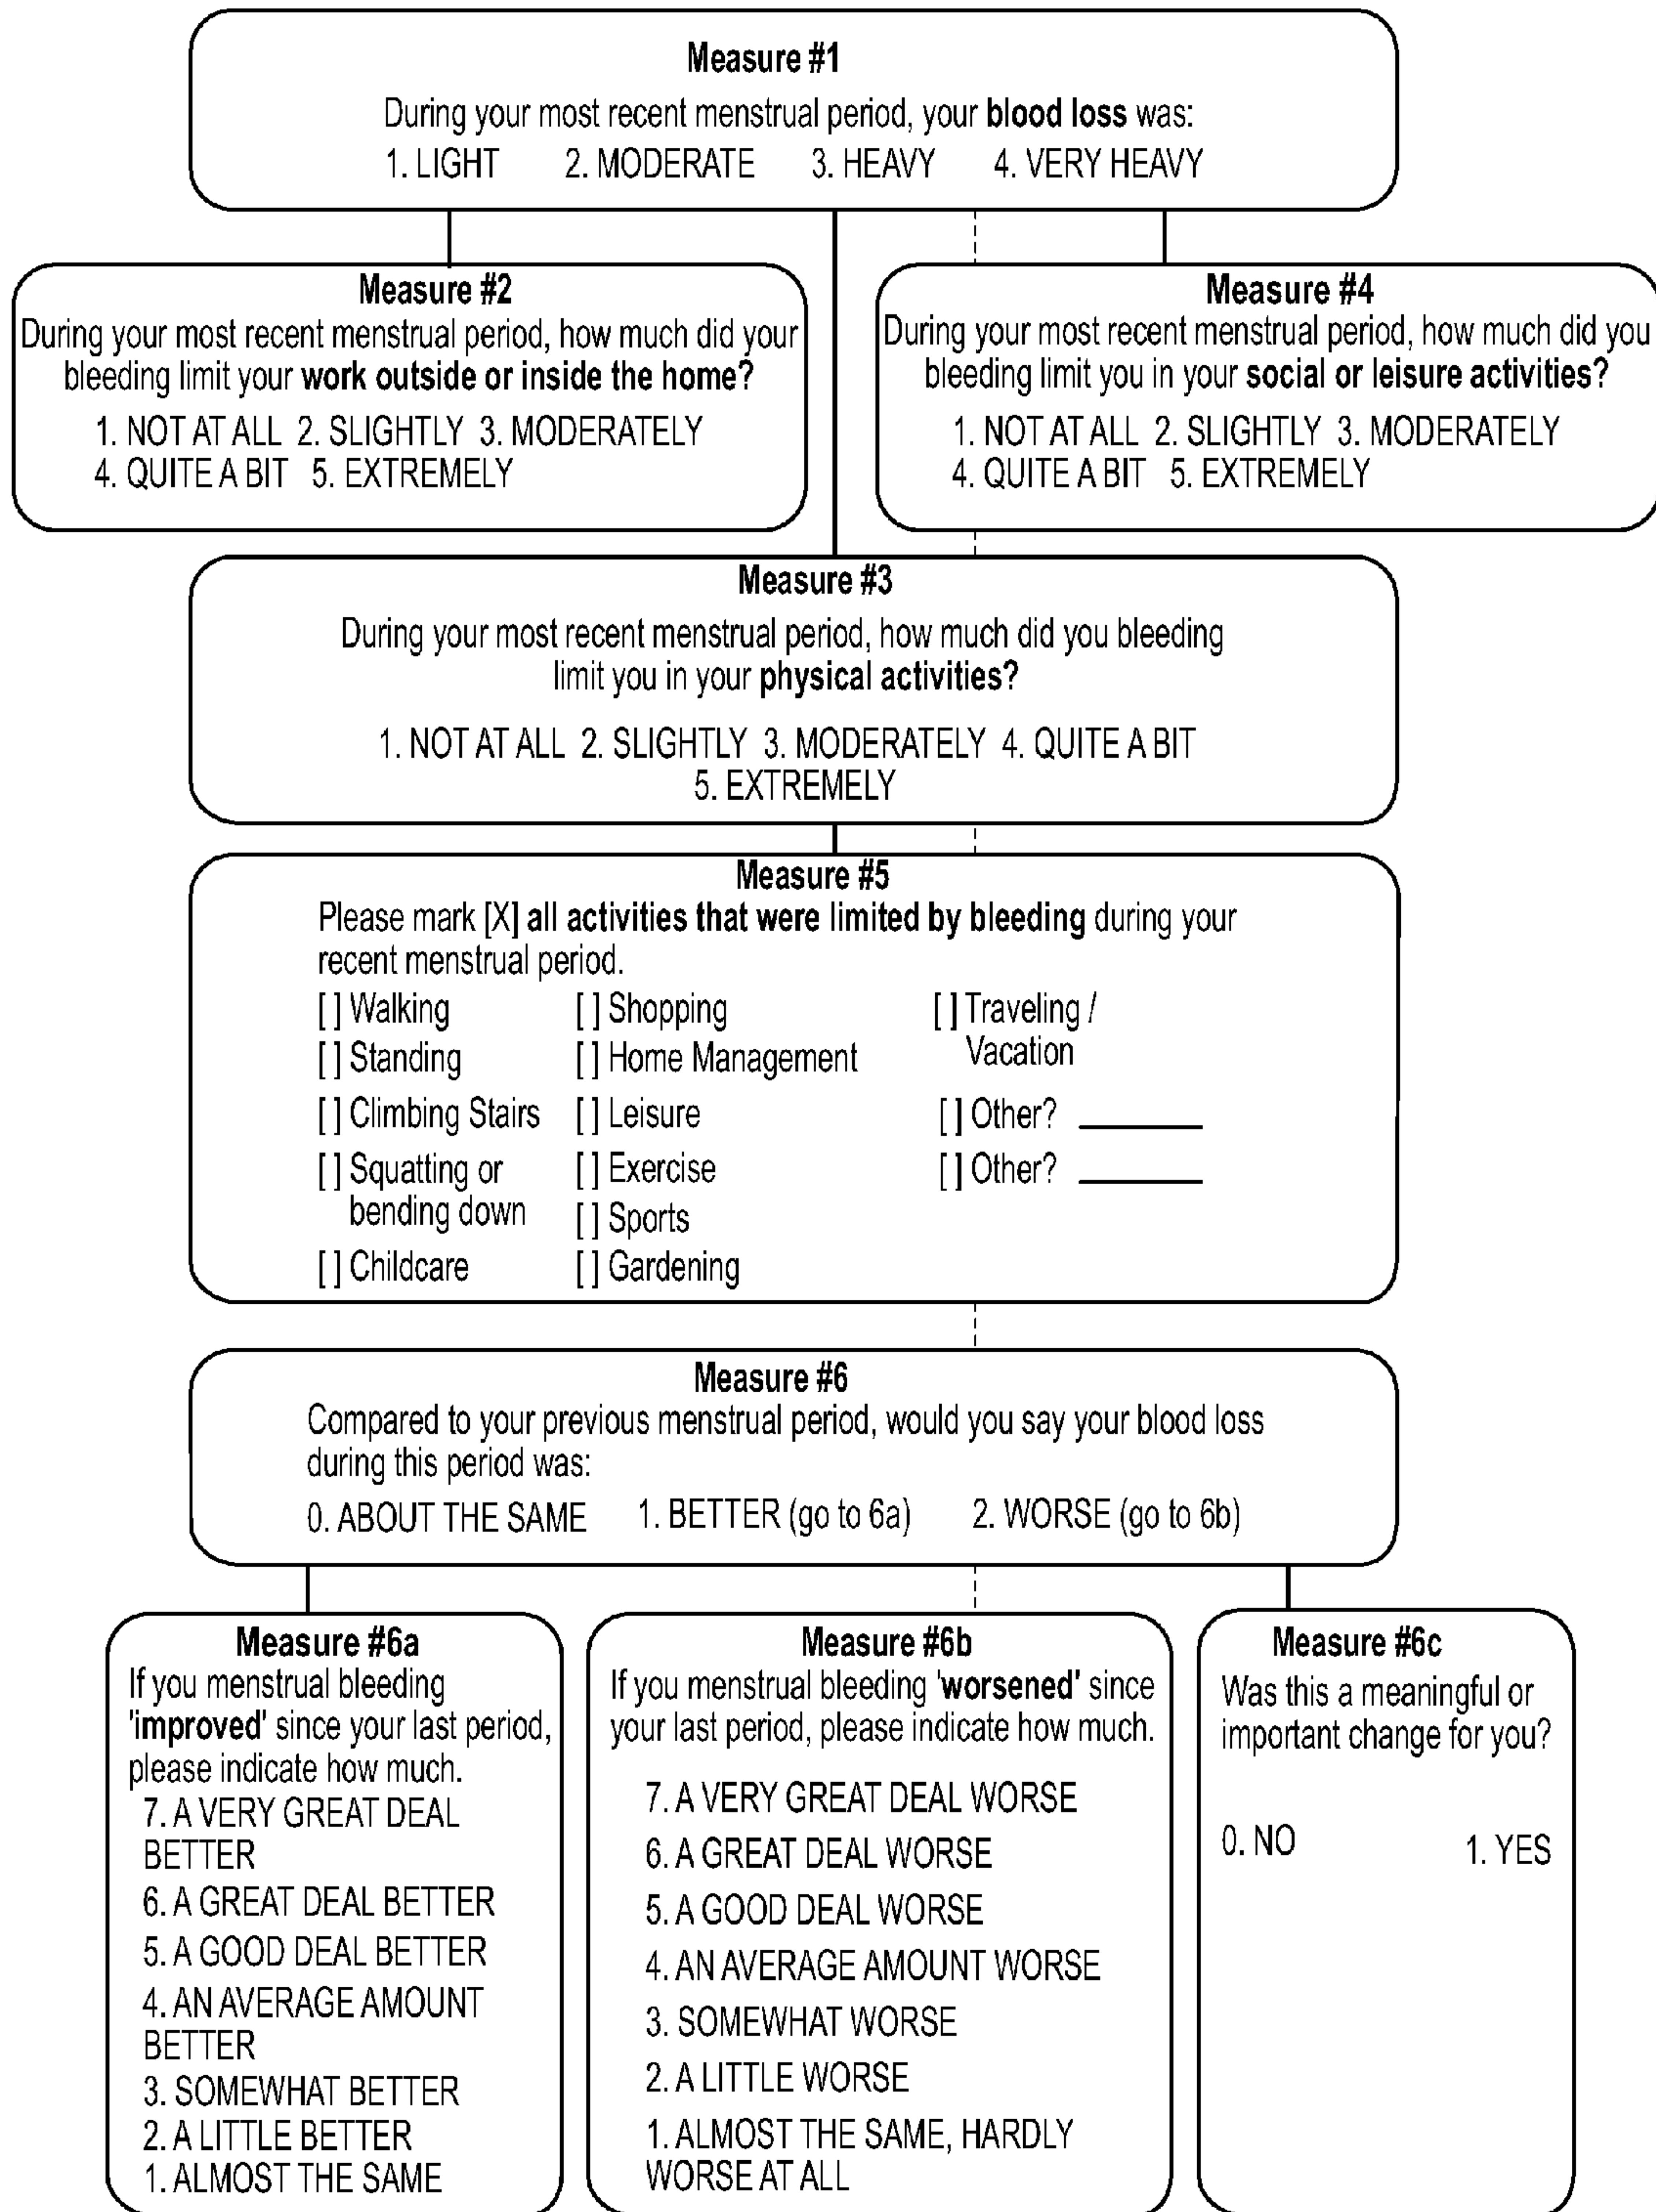 Measure #1
During your most recent menstrual period, your blood loss was:
1. LIGHT 2. MODERATE 3. HEAVY 4. VERY HEAVY
Measure #2
During your most recent menstrual period, how much did your
bleeding limit your work outside or inside the home?
1. NOT AT ALL 2. SLIGHTLY 3. MODERATELY
4. QUITE A BIT 5. EXTREMELY
Measure #4
During your most recent menstrual period, how much did you
bleeding limit you in your social or leisure activities?
1. NOT AT ALL 2. SLIGHTLY 3. MODERATELY
4. QUITE A BIT 5. EXTREMELY
Measure #3
During your most recent menstrual period, how much did you bleeding
limit you in your physical activities?
1. NOT AT ALL 2. SLIGHTLY 3. MODERATELY 4. QUITE A BIT
5. EXTREMELY
Measure #5
Please mark [X] all activities that were limited by bleeding during your
recent menstrual period.
[ ] Walking
[ ] Standing
[ ] Climbing Stairs
[ ] Squatting or
bending down
[ ] Childcare
[ ] Shopping
[ ] Home Management
[ ] Leisure
[ ] Exercise
[ ] Sports
[ ] Gardening
[ ] Traveling /
Vacation
[ ] Other? ________
[ ] Other? ________
Measure #6
Compared to your previous menstrual period, would you say your blood loss
during this period was:
0. ABOUT THE SAME 1. BETTER (go to 6a) 2. WORSE (go to 6b)
Measure #6a
If you menstrual bleeding
'improved' since your last period,
please indicate how much.
7. A VERY GREAT DEAL
BETTER
6. A GREAT DEAL BETTER
5. A GOOD DEAL BETTER
4. AN AVERAGE AMOUNT
BETTER
3. SOMEWHAT BETTER
2. A LITTLE BETTER
1. ALMOST THE SAME
Measure #6b
If you menstrual bleeding 'worsened' since
your last period, please indicate how much.
7. A VERY GREAT DEAL WORSE
6. A GREAT DEAL WORSE
5. A GOOD DEAL WORSE
4. AN AVERAGE AMOUNT WORSE
3. SOMEWHAT WORSE
2. A LITTLE WORSE
1. ALMOST THE SAME, HARDLY
WORSE AT ALL
Measure #6c
Was this a meaningful or
important change for you?
0. NO 1. YES